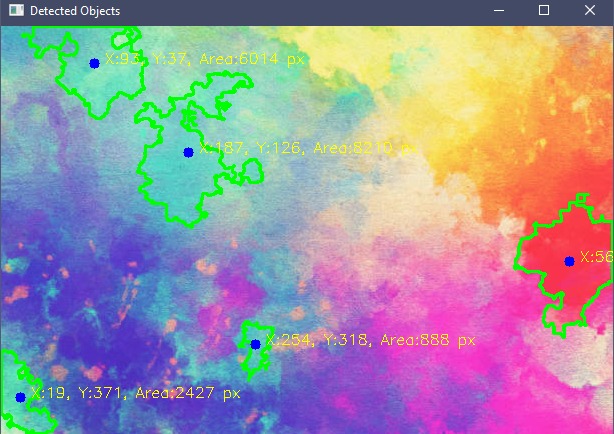 Detected Objects
X:93, Y:37, Area:6014 px
X:187, Y:126, Area:8210 px
X:56
X:254, Y:318, Area:888 px
X:19, Y:371, Area:2427 px